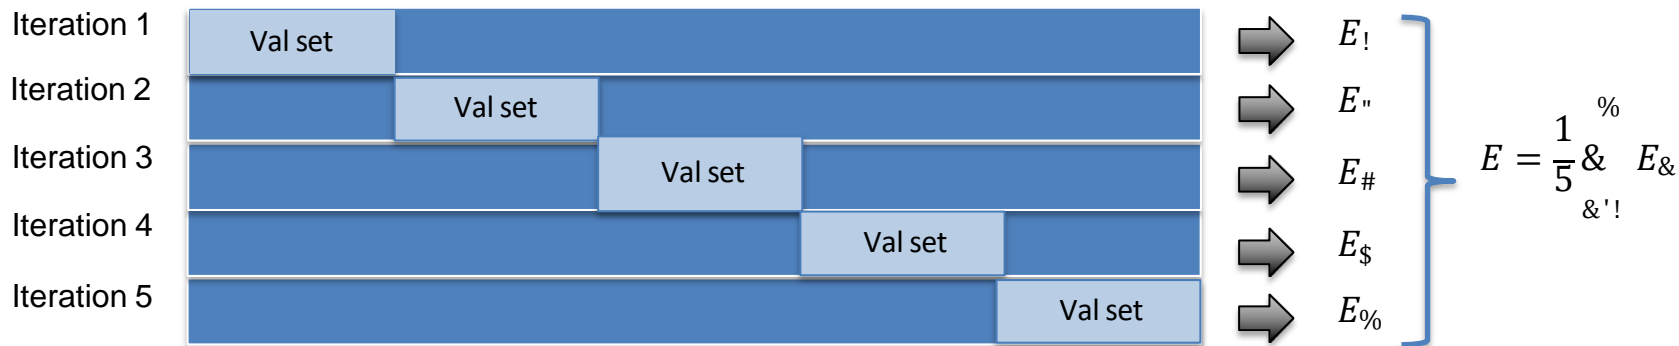 Iteration 1 Val set E!
Iteration 2 Val set E"
Iteration 3 Val set E#
Iteration 4 Val set E$
Iteration 5 Val set E%
%
E = 1/5 & E&
&'!